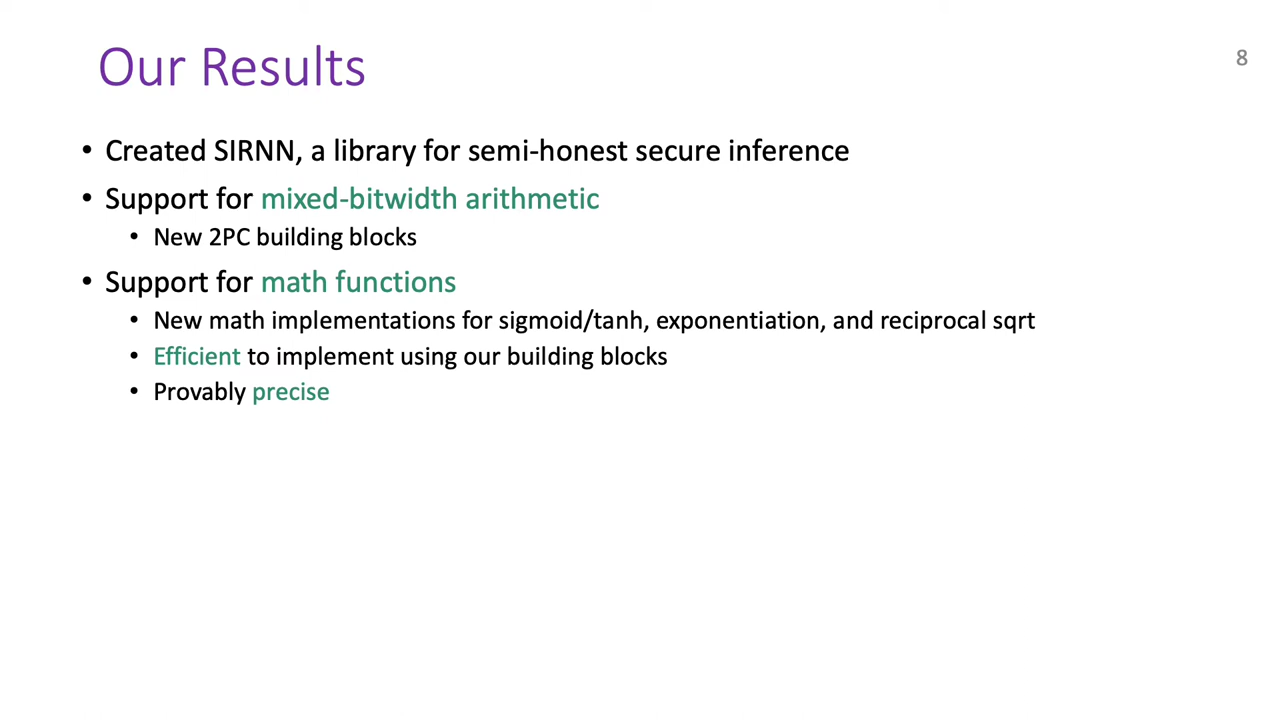 Our Results
8
• Created SIRNN, a library for semi-honest secure inference
• Support for mixed-bitwidth arithmetic
• New 2PC building blocks
• Support for math functions
• New math implementations for sigmoid/tanh, exponentiation, and reciprocal sqrt
• Efficient to implement using our building blocks
• Provably precise